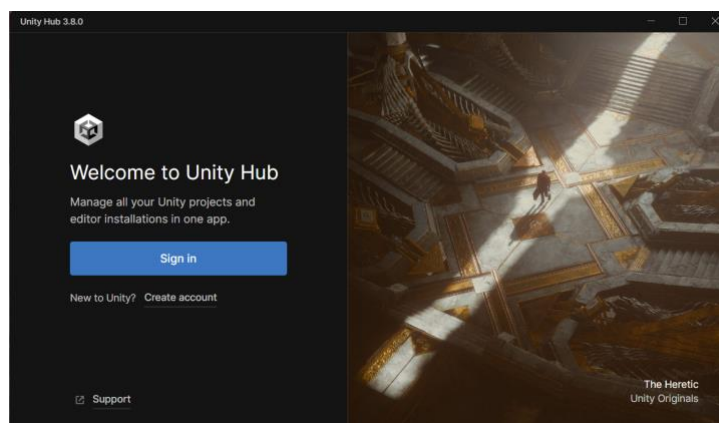 Unity Hub 3.8.0
Welcome to Unity Hub
Manage all your Unity projects and
editor installations in one app.
Sign in
New to Unity? Create account
Support
The Heretic
Unity Originals